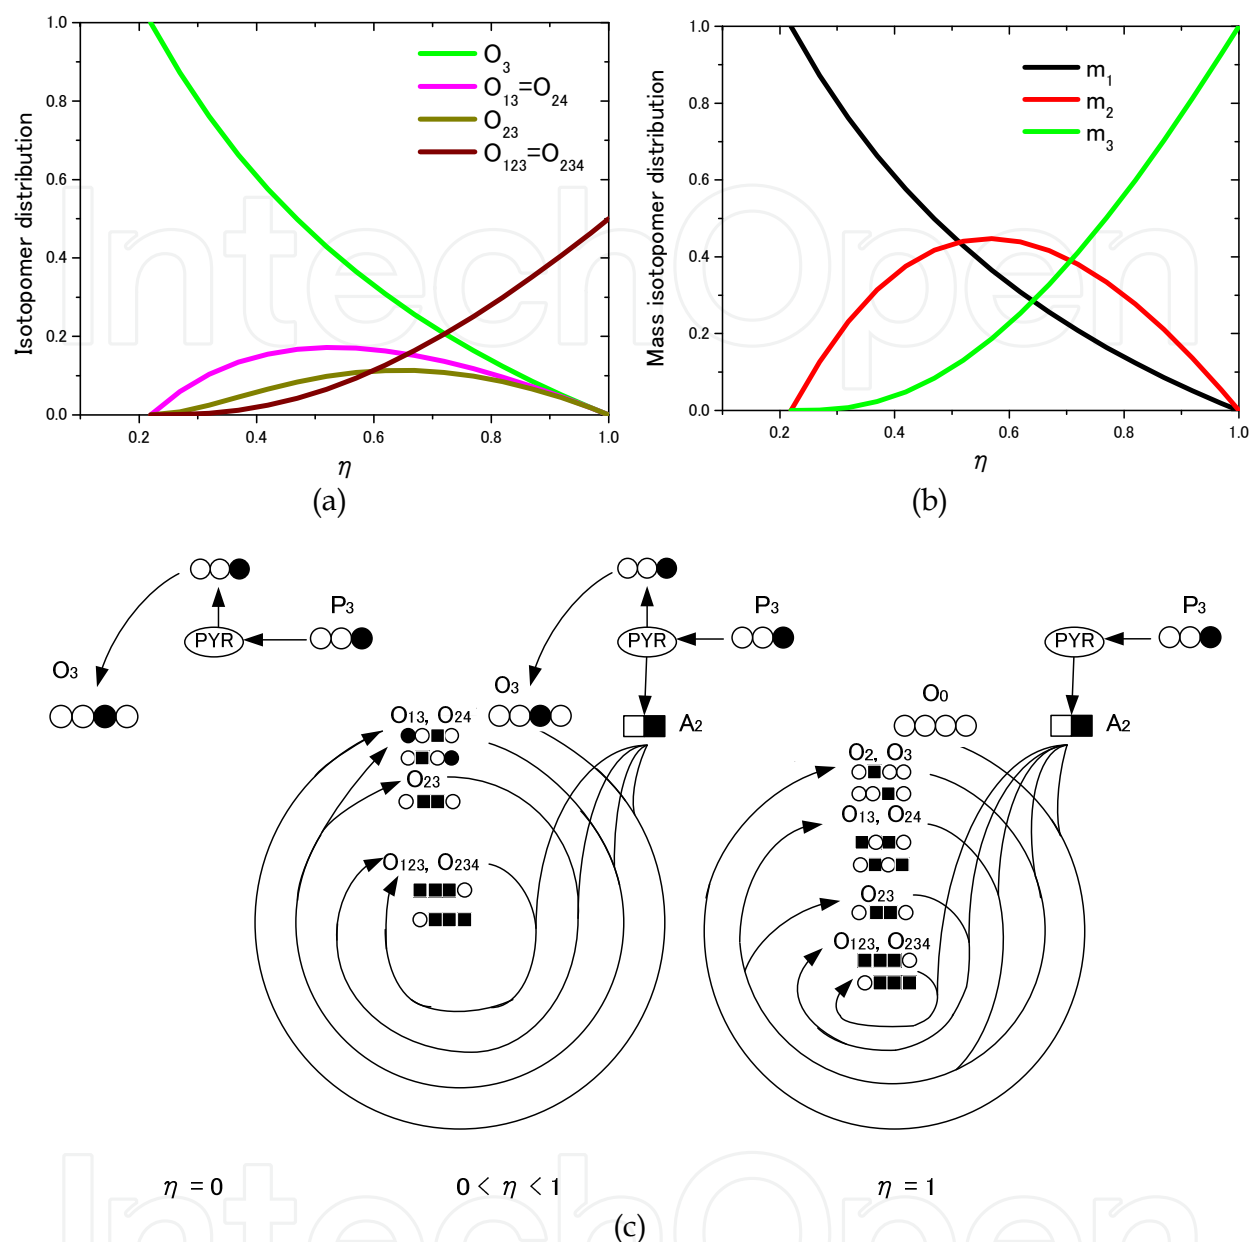 Isotopomer distribution
1.0
0.8
0.6
0.4
0.2
0.0
0.2 0.4 0.6 0.8 1.0
η
O3
O13=O24
O23
O123=O234
(a)
Mass isotopomer distribution
1.0
0.8
0.6
0.4
0.2
0.0
0.2 0.4 0.6 0.8 1.0
η
m1
m2
m3
(b)
P3
PYR
O3
η = 0
P3
PYR
O3
A2
O13, O24
O23
O123, O234
0 < η < 1
P3
PYR
A2
O0
O2, O3
O13, O24
O23
O123, O234
η = 1
(c)
IntechOpen
IntechOpen